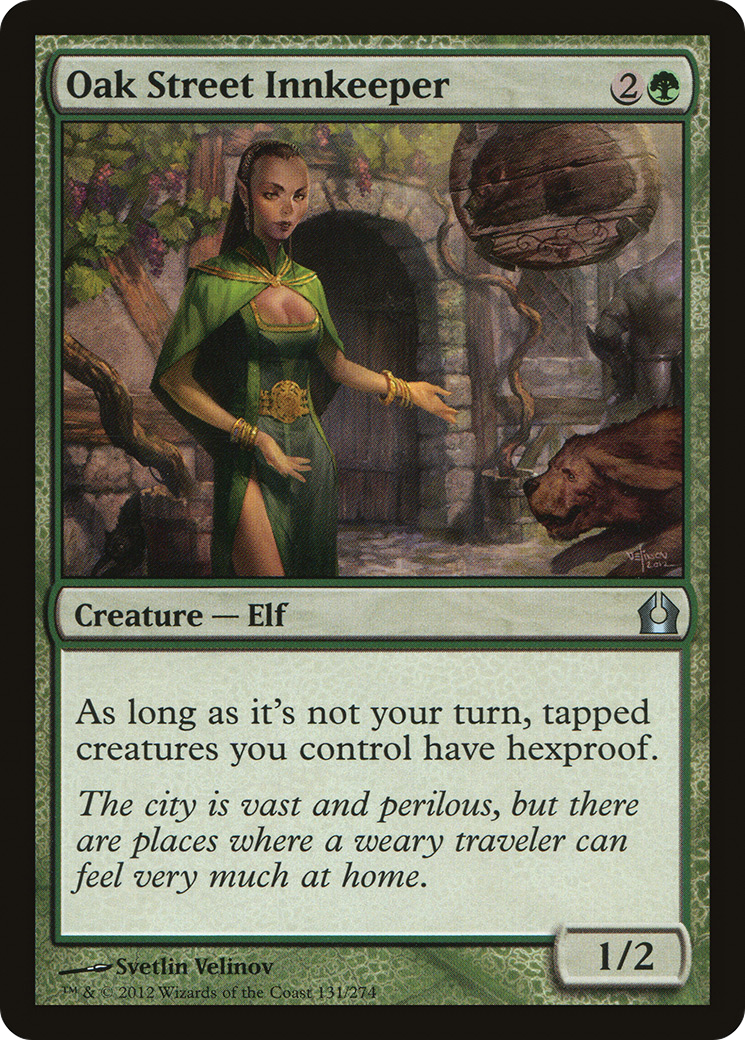 Oak Street Innkeeper
2
Creature — Elf
As long as it's not your turn, tapped
creatures you control have hexproof.
The city is vast and perilous, but there
are places where a weary traveler can
feel very much at home.
1/2
Svetlin Velinov
™ & © 2012 Wizards of the Coast 131/274